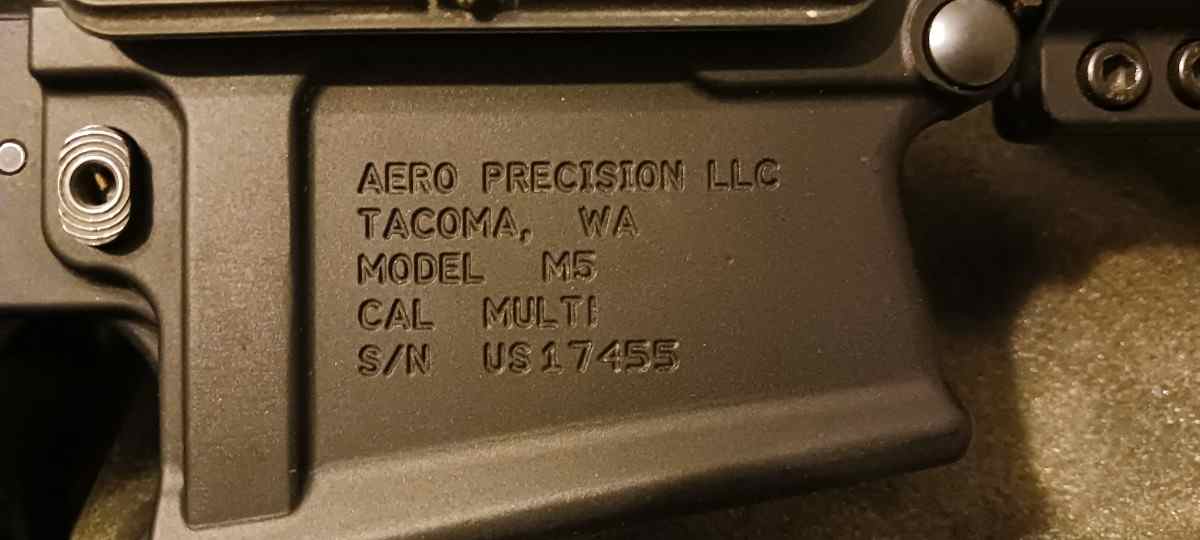 AERO PRECISION LLC
TACOMA, WA
MODEL M5
CAL MULTI
S/N US17455